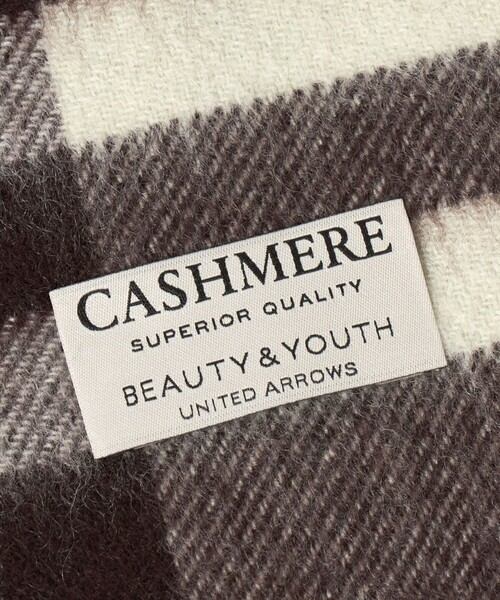 CASHMERE
SUPERIOR QUALITY
BEAUTY & YOUTH
UNITED ARROWS